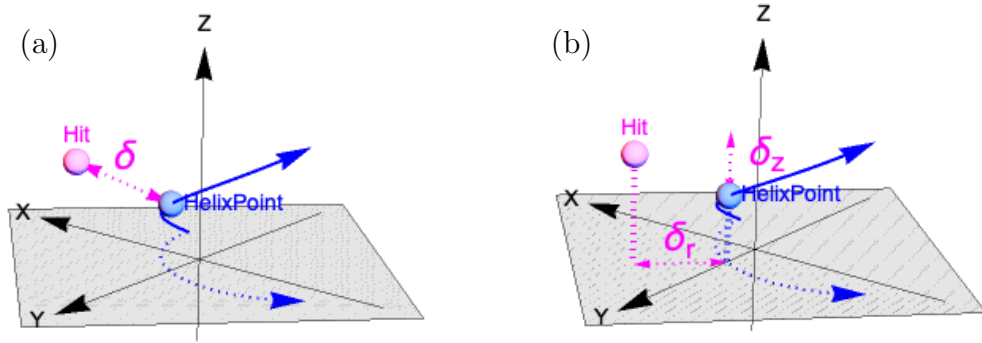 (a)
Z
Hit
δ
HelixPoint
X
Y
(b)
Z
Hit
δz
HelixPoint
X
δr
Y